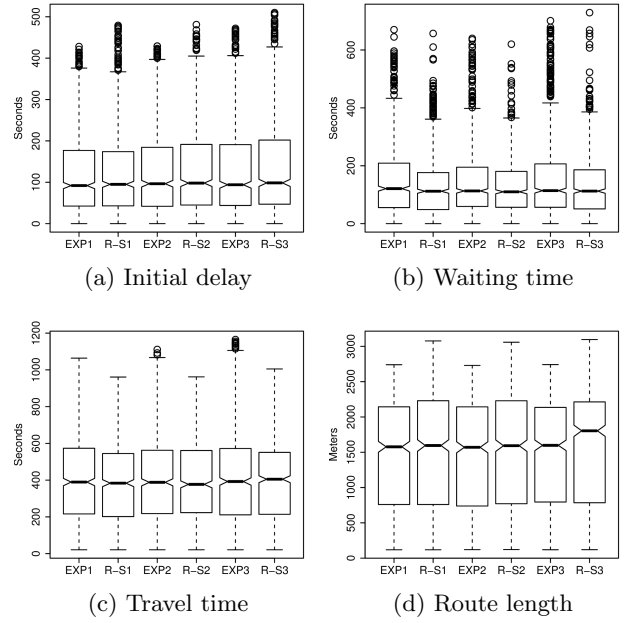 Seconds
0 100 200 300 400 500
EXP1 R-S1 EXP2 R-S2 EXP3 R-S3
(a) Initial delay
Seconds
0 200 400 600
EXP1 R-S1 EXP2 R-S2 EXP3 R-S3
(b) Waiting time
Seconds
0 200 400 600 800 1000 1200
EXP1 R-S1 EXP2 R-S2 EXP3 R-S3
(c) Travel time
Meters
0 500 1000 1500 2000 2500 3000
EXP1 R-S1 EXP2 R-S2 EXP3 R-S3
(d) Route length